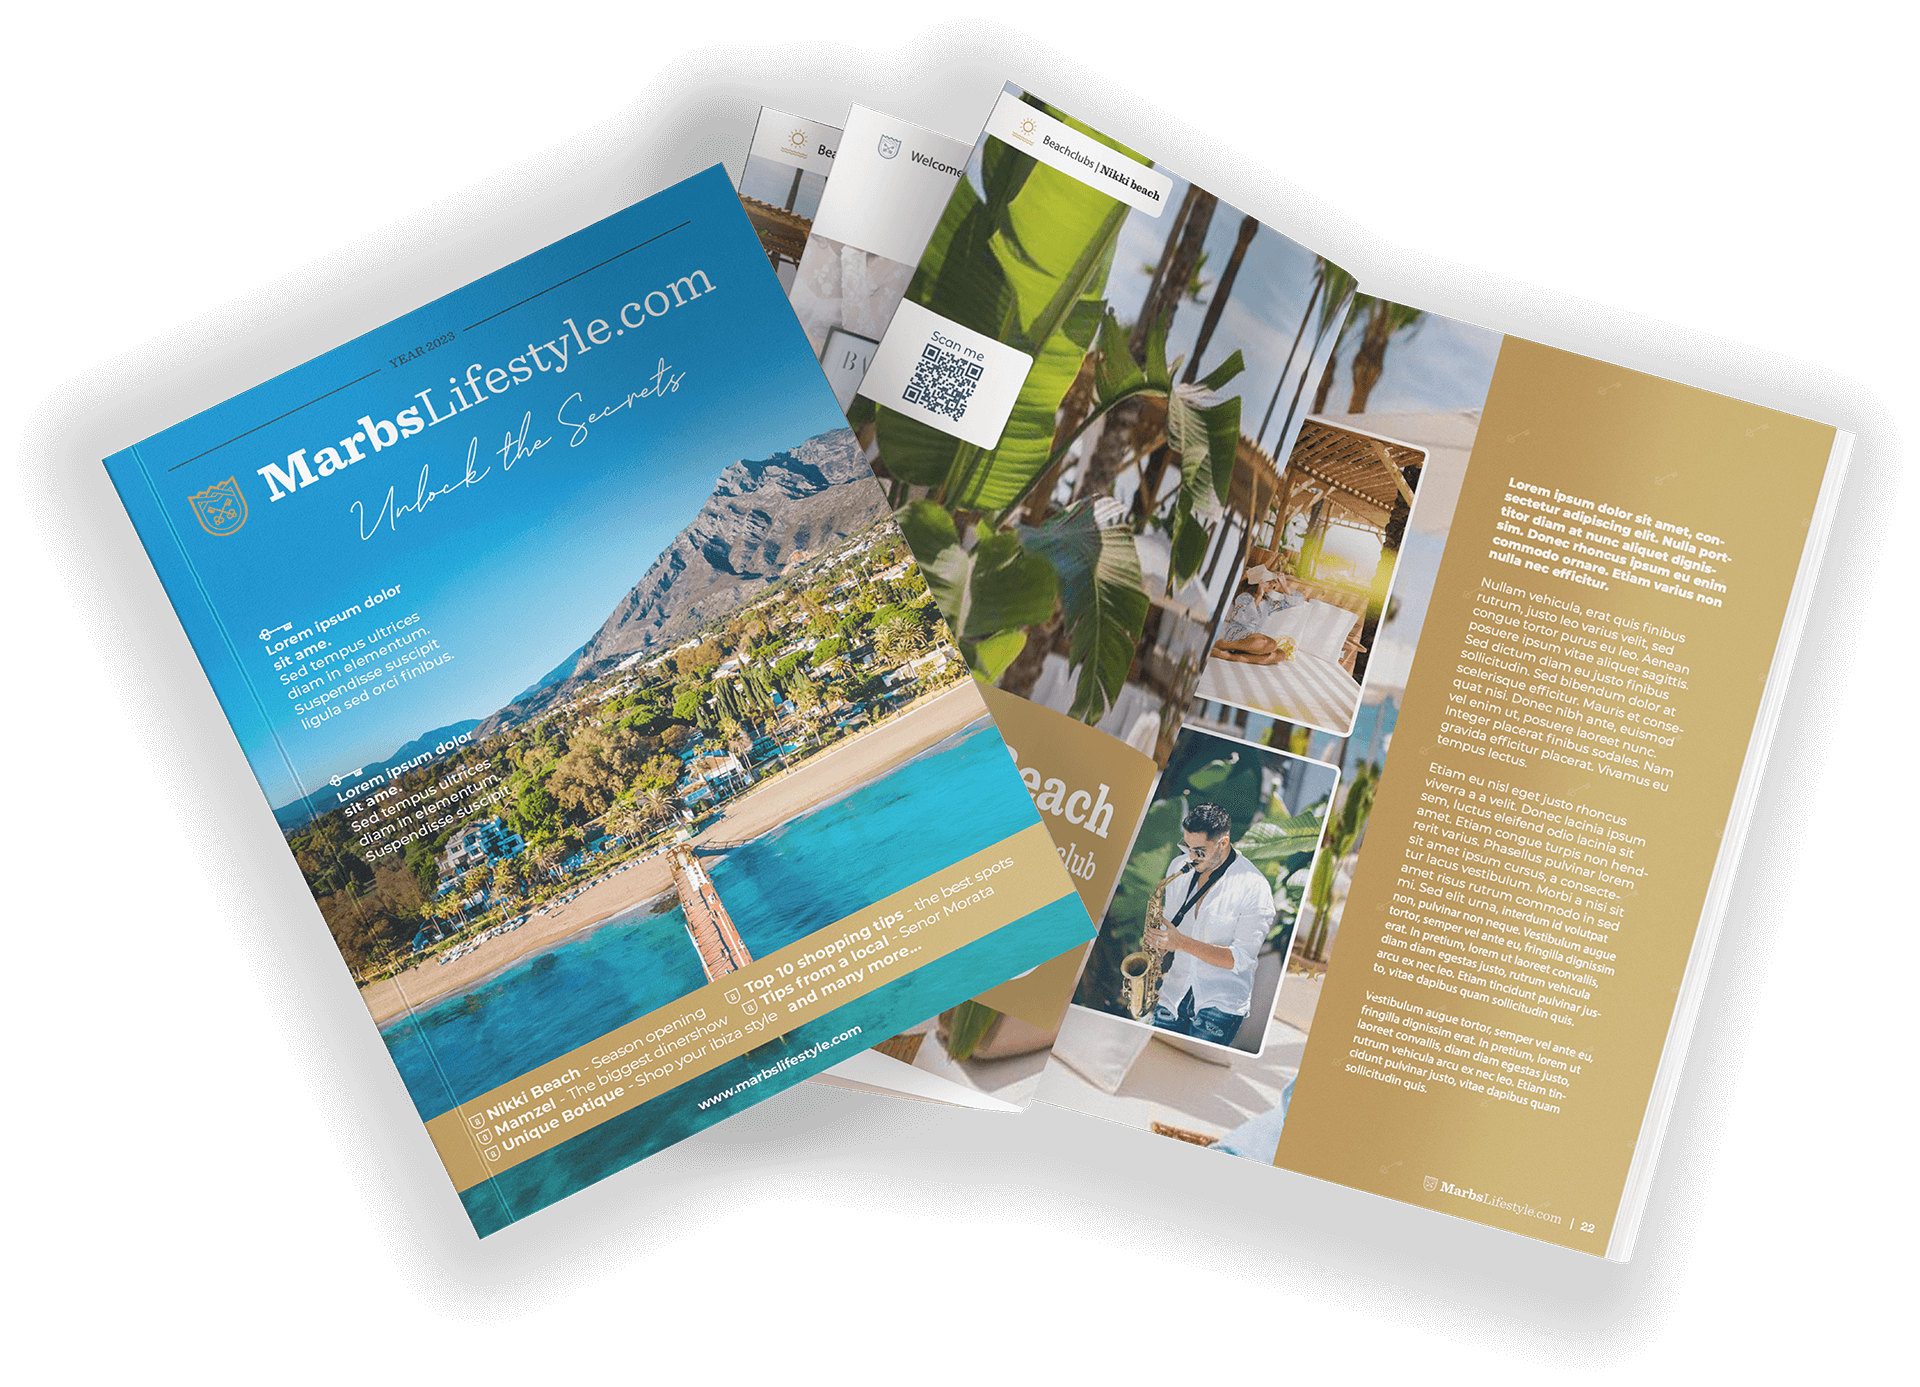 YEAR 2023
MarbsLifestyle.com
Unlock the Secrets
Lorem ipsum dolor
sit ame.
Sed tempus ultrices
diam in elementum.
Suspendisse suscipit
ligula sed orci finibus.
Lorem ipsum dolor
sit ame.
Sed tempus ultrices
diam in elementum.
Suspendisse suscipit
Nikki Beach - Season opening
Mamzel - The biggest dinershow
Unique Botique - Shop your ibiza style
Top 10 shopping tips - the best spots
Tips from a local - Senor Morata
and many more...
www.marbslifestyle.com
Bea
Welcome
BA
Beachclubs | Nikki beach
Scan me
Beach
club
Lorem ipsum dolor sit amet, con-
sectetur adipiscing elit. Nulla port-
titor diam at nunc aliquet dignis-
sim. Donec rhoncus ipsum eu enim
commodo ornare. Etiam varius non
nulla nec efficitur.
Nullam vehicula, erat quis finibus
rutrum, justo leo varius velit, sed
congue tortor purus eu leo. Aenean
posuere ipsum vitae aliquet sagittis.
Sed dictum diam eu justo finibus
sollicitudin. Sed bibendum dolor at
scelerisque efficitur. Mauris et conse-
quat nisi. Donec nibh ante, euismod
vel enim ut, posuere laoreet nunc.
Integer placerat finibus sodales. Nam
gravida efficitur placerat. Vivamus eu
tempus lectus.
Etiam eu nisl eget justo rhoncus
viverra a a velit. Donec lacinia ipsum
sem, luctus eleifend odio lacinia sit
amet. Etiam congue turpis non hend-
rerit varius. Phasellus pulvinar lorem
sit amet ipsum cursus, a consecte-
tur lacus vestibulum. Morbi a nisi sit
amet risus rutrum commodo in sed
mi. Sed elit urna, interdum id volutpat
non, pulvinar non neque. Vestibulum augue
tortor, semper vel ante eu, fringilla dignissim
erat. In pretium, lorem ut laoreet convallis,
diam diam egestas justo, rutrum vehicula
arcu ex nec leo. Etiam tincidunt pulvinar jus-
to, vitae dapibus quam sollicitudin quis.
Vestibulum augue tortor, semper vel ante eu,
fringilla dignissim erat. In pretium, lorem ut
laoreet convallis, diam diam egestas justo,
rutrum vehicula arcu ex nec leo. Etiam tin-
cidunt pulvinar justo, vitae dapibus quam
sollicitudin quis.
MarbsLifestyle.com | 22